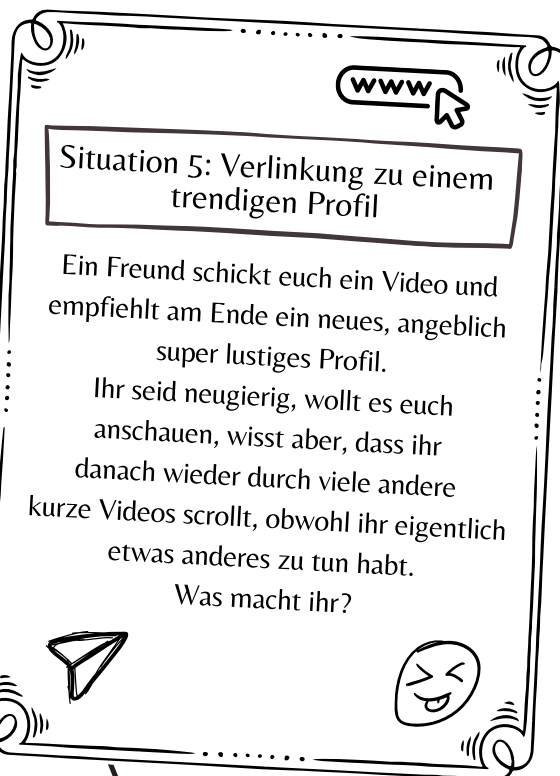 www
Situation 5: Verlinkung zu einem
trendigen Profil
Ein Freund schickt euch ein Video und
empfiehlt am Ende ein neues, angeblich
super lustiges Profil.
Ihr seid neugierig, wollt es euch
anschauen, wisst aber, dass ihr
danach wieder durch viele andere
kurze Videos scrollt, obwohl ihr eigentlich
etwas anderes zu tun habt.
Was macht ihr?